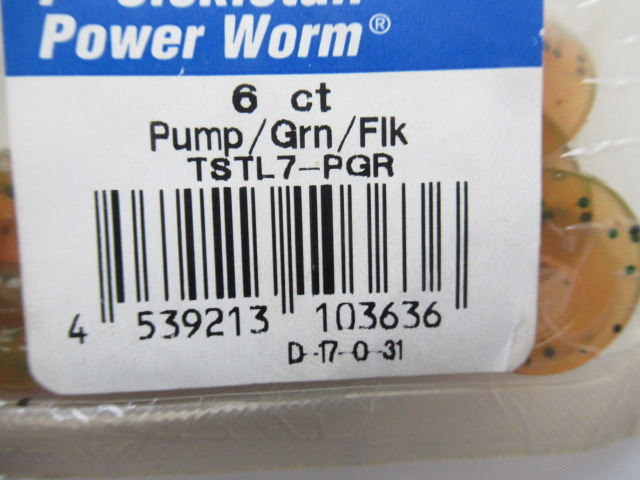 Power Worm®
6 ct
Pump/Grn/Flk
TSTL7-PGR
4 539213 103636
D-17-0-31